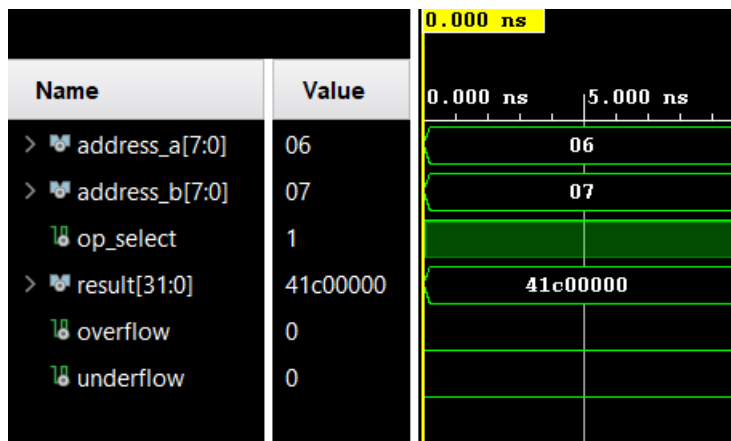 0.000 ns
Name Value 0.000 ns 5.000 ns
address_a[7:0] 06 06
address_b[7:0] 07 07
op_select 1
result[31:0] 41c00000 41c00000
overflow 0
underflow 0